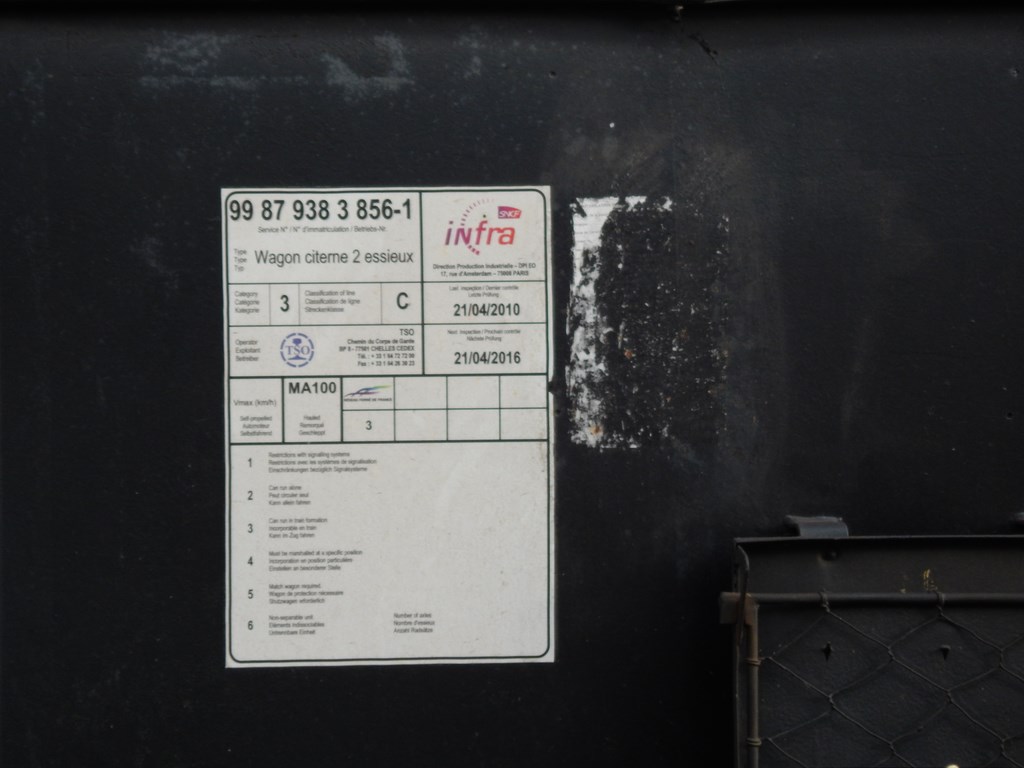 99 87 938 3 856-1
Service N° / N° d'immatriculation / Betriebs-Nr.
Type
Type
Typ
Wagon citerne 2 essieux
SNCF
infra
Direction Production Industrielle - DPI EO
17, rue d'Amsterdam - 75008 PARIS
Category
Catégorie
Kategorie
3
Classification of line
Classification de ligne
Streckenklasse
C
Last inspection / Dernier contrôle
Letzte Prüfung
21/04/2010
Operator
Exploitant
Betreiber
TSO
TSO
Chemin du Corps de Garde
BP 8 - 77501 CHELLES CEDEX
Next inspection / Prochain contrôle
Nächste Prüfung
21/04/2016
Vmax (km/h)
Self-propelled
Automoteur
Selbstfahrend
MA100
Hauled
Remorqué
Geschleppt
3
1
Restrictions with signalling systems
Restrictions avec les systèmes de signalisation
Einschränkungen bezüglich Signalsysteme
2
Can run alone
Peut circuler seul
Kann allein fahren
3
Can run in train formation
Incorporable en train
Kann im Zug fahren
4
Must be marshalled at a specific position
Incorporation en position particulière
Einstellen an besonderer Stelle
5
Match wagon required
Wagon de protection nécessaire
Schutzwagen erforderlich
6
Non-separable unit
Eléments indissociables
Untrennbare Einheit
Number of axles
Nombre d'essieux
Anzahl Radsätze